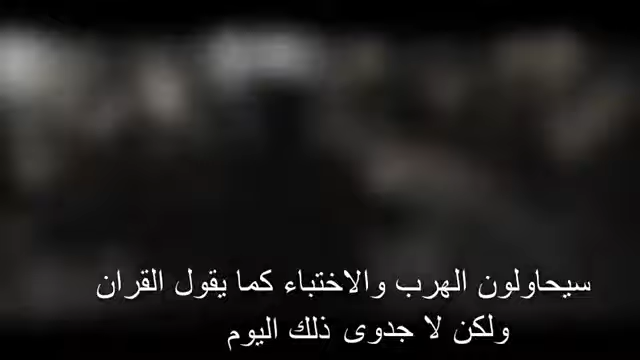 سيحاولون الهرب والاختباء كما يقول القران
ولكن لا جدوى ذلك اليوم